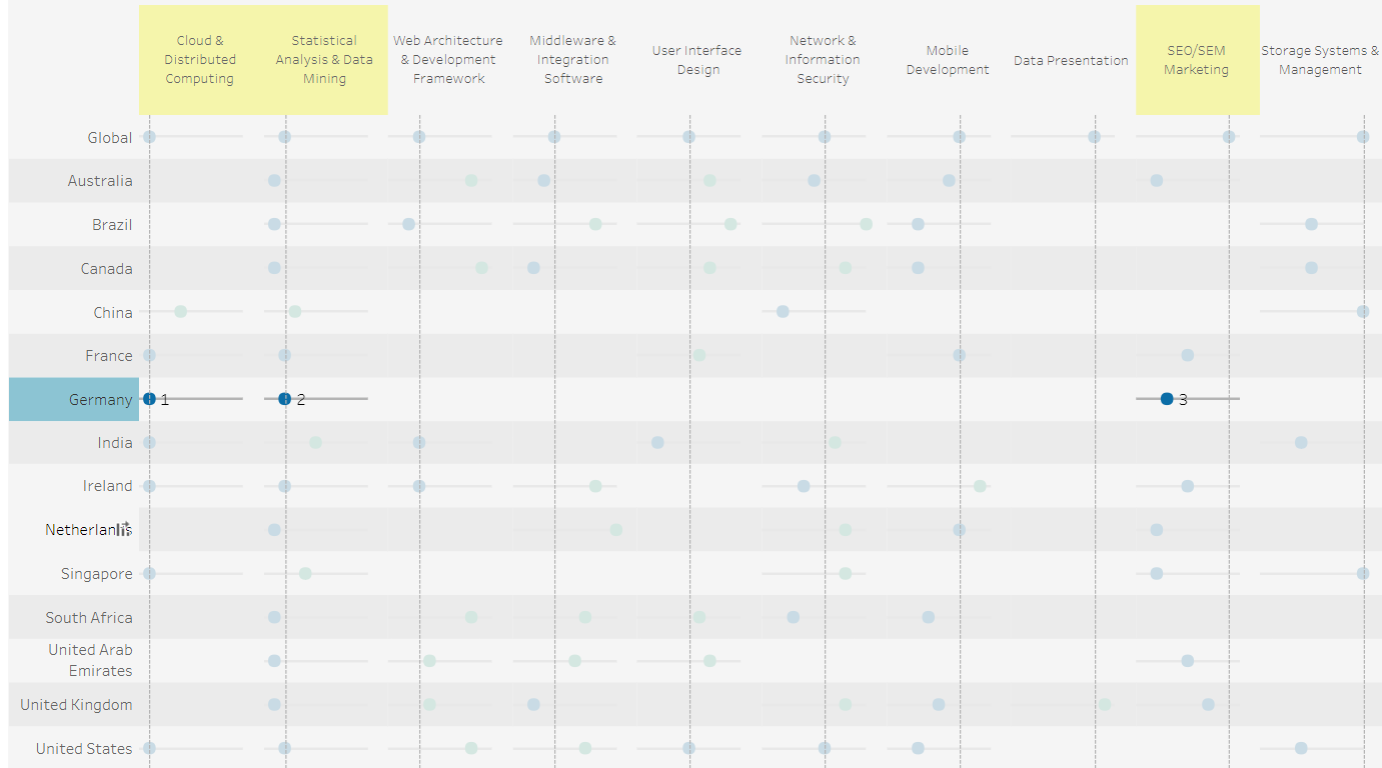 Cloud &
Distributed
Computing
Statistical
Analysis & Data
Mining
Web Architecture
& Development
Framework
Middleware &
Integration
Software
User Interface
Design
Network &
Information
Security
Mobile
Development
Data Presentation
SEO/SEM
Marketing
Storage Systems &
Management
Global
Australia
Brazil
Canada
China
France
Germany 1 2 3
India
Ireland
Netherlands
Singapore
South Africa
United Arab
Emirates
United Kingdom
United States